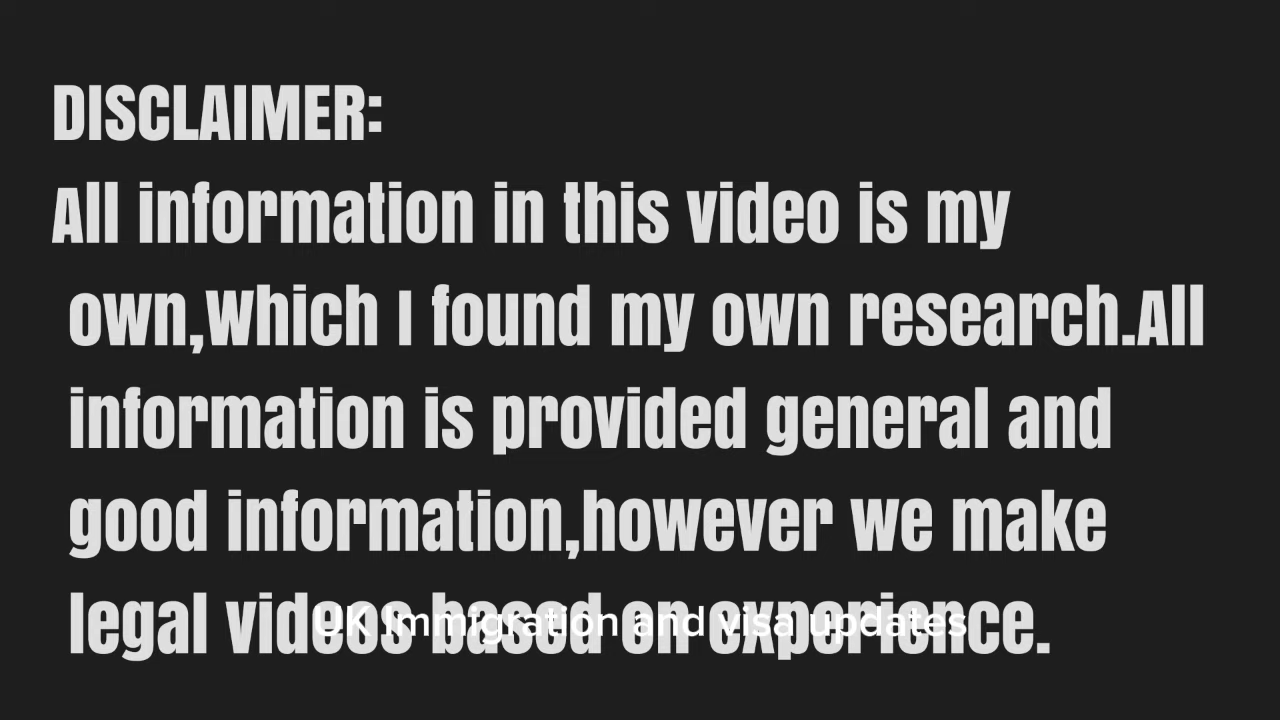 DISCLAIMER:
All information in this video is my
own,Which I found my own research.All
information is provided general and
good information,however we make
legal videos based on experience.
UK Immigration and visa updates